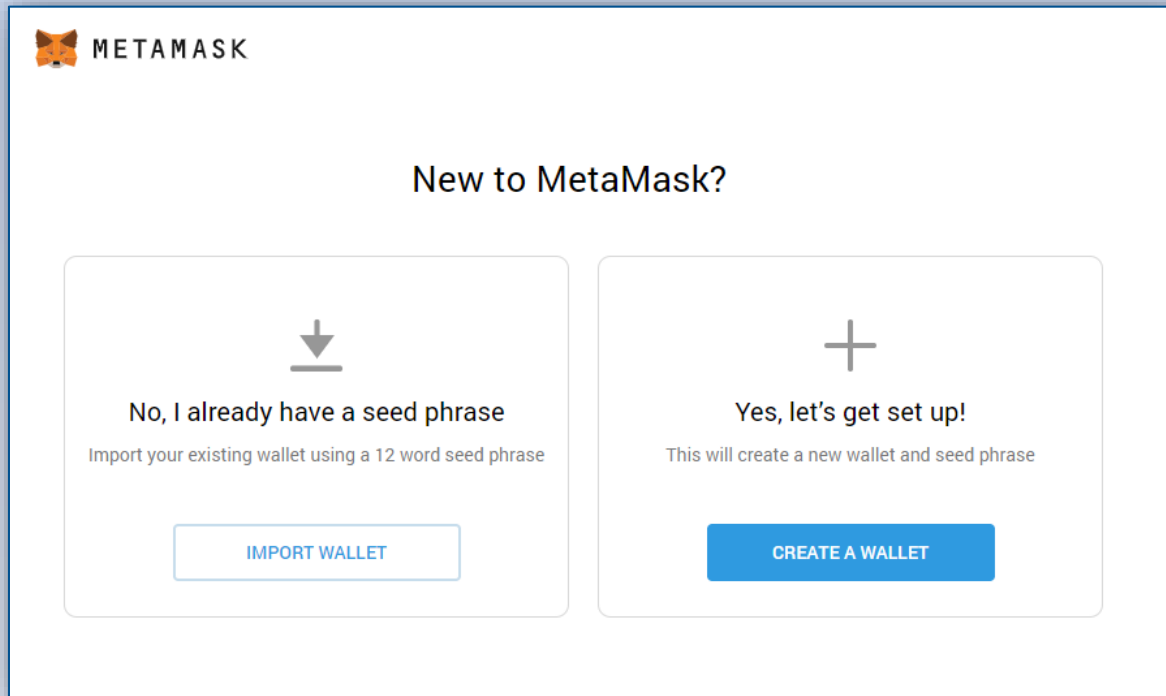 METAMASK
New to MetaMask?
No, I already have a seed phrase
Import your existing wallet using a 12 word seed phrase
IMPORT WALLET
Yes, let’s get set up!
This will create a new wallet and seed phrase
CREATE A WALLET